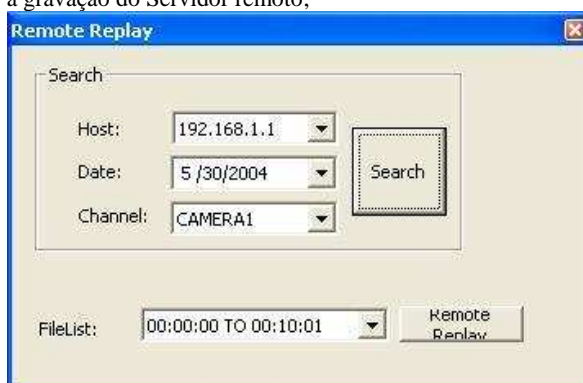 a gravação do Servidor remoto;
Remote Replay
Search
Host: 192.168.1.1
Date: 5 /30/2004 Search
Channel: CAMERA1
FileList: 00:00:00 TO 00:10:01 Remote
Replay